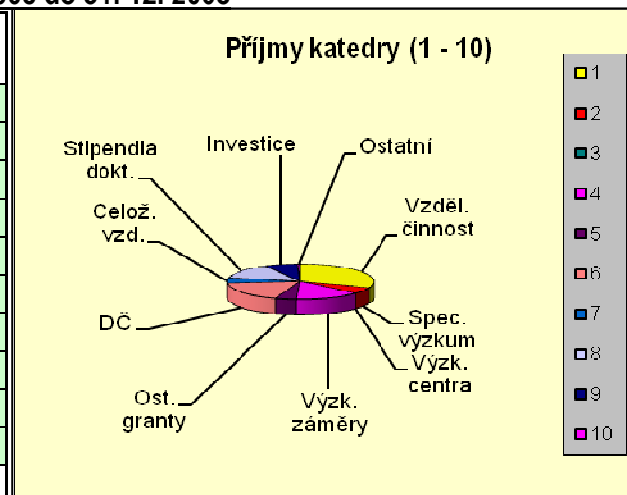 Příjmy katedry (1 - 10)
Stipendia
dokt.
Investice
Ostatní
Celož.
vzd.
Vzděl.
činnost
DČ
Spec.
výzkum
Výzk.
centra
Ost.
granty
Výzk.
záměry
1
2
3
4
5
6
7
8
9
10